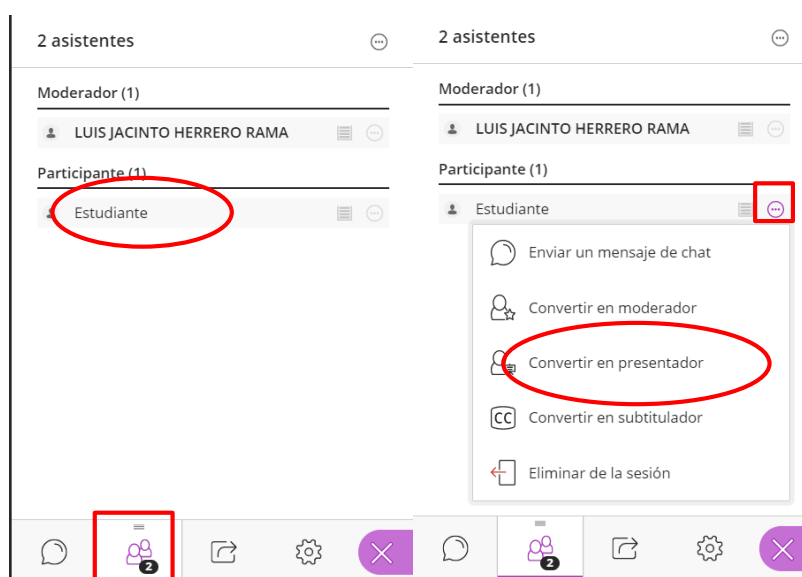 2 asistentes
Moderador (1)
LUIS JACINTO HERRERO RAMA
Participante (1)
Estudiante
2
2 asistentes
Moderador (1)
LUIS JACINTO HERRERO RAMA
Participante (1)
Estudiante
Enviar un mensaje de chat
Convertir en moderador
Convertir en presentador
CC Convertir en subtitulador
Eliminar de la sesión
2